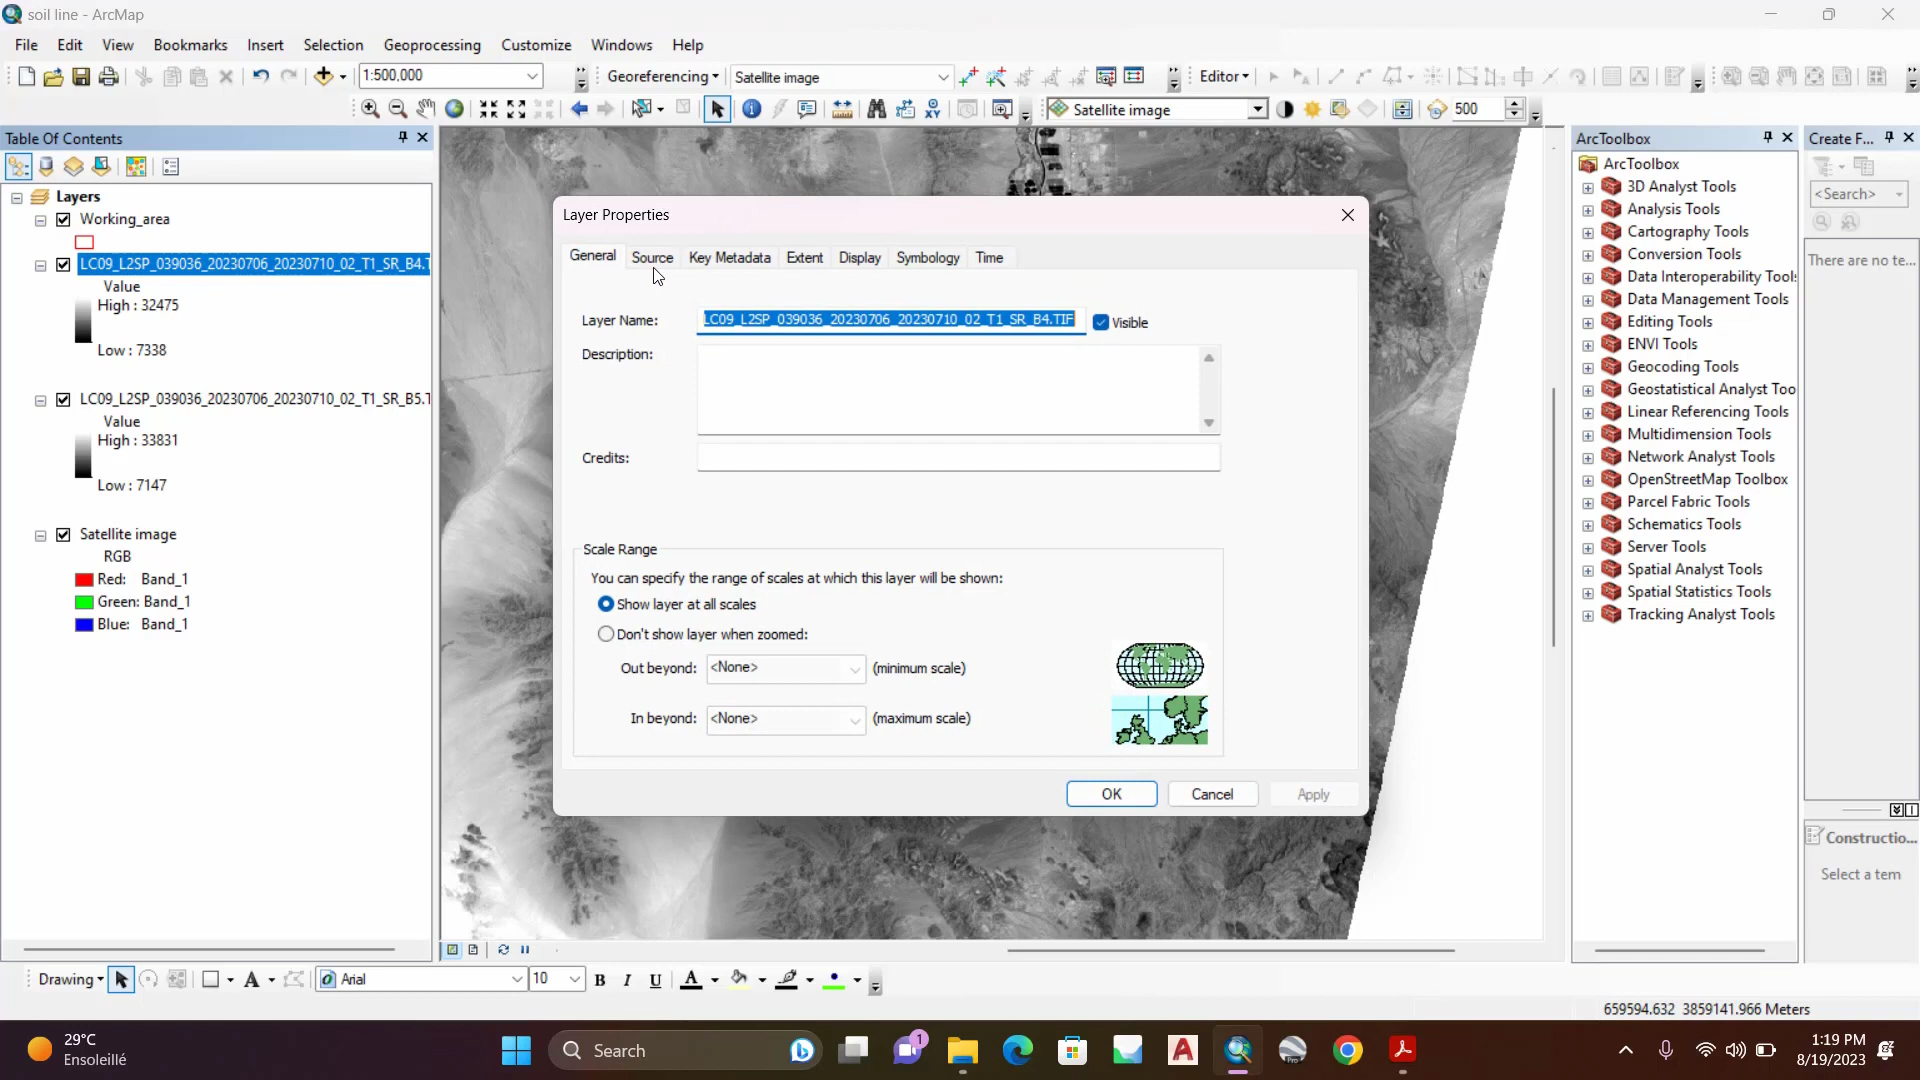 soil line - ArcMap
File Edit View Bookmarks Insert Selection Geoprocessing Customize Windows Help
1:500,000 Georeferencing Satellite image Editor
Satellite image 500
Table Of Contents
Layers
Working_area
LC09_L2SP_039036_20230706_20230710_02_T1_SR_B4.T
Value
High : 32475
Low : 7338
LC09_L2SP_039036_20230706_20230710_02_T1_SR_B5.T
Value
High : 33831
Low : 7147
Satellite image
RGB
Red: Band_1
Green: Band_1
Blue: Band_1
Layer Properties
General Source Key Metadata Extent Display Symbology Time
Layer Name: LC09_L2SP_039036_20230706_20230710_02_T1_SR_B4.TIF Visible
Description:
Credits:
Scale Range
You can specify the range of scales at which this layer will be shown:
Show layer at all scales
Don't show layer when zoomed:
Out beyond: <None> (minimum scale)
In beyond: <None> (maximum scale)
OK Cancel Apply
ArcToolbox
ArcToolbox
3D Analyst Tools
Analysis Tools
Cartography Tools
Conversion Tools
Data Interoperability Tools
Data Management Tools
Editing Tools
ENVI Tools
Geocoding Tools
Geostatistical Analyst Too
Linear Referencing Tools
Multidimension Tools
Network Analyst Tools
OpenStreetMap Toolbox
Parcel Fabric Tools
Schematics Tools
Server Tools
Spatial Analyst Tools
Spatial Statistics Tools
Tracking Analyst Tools
Create F...
<Search>
There are no te...
Constructio...
Select a tem
Drawing A Arial 10 B I U A
659594.632 3859141.966 Meters
29°C
Ensoleillé
Search
1
Pro
1:19 PM
8/19/2023